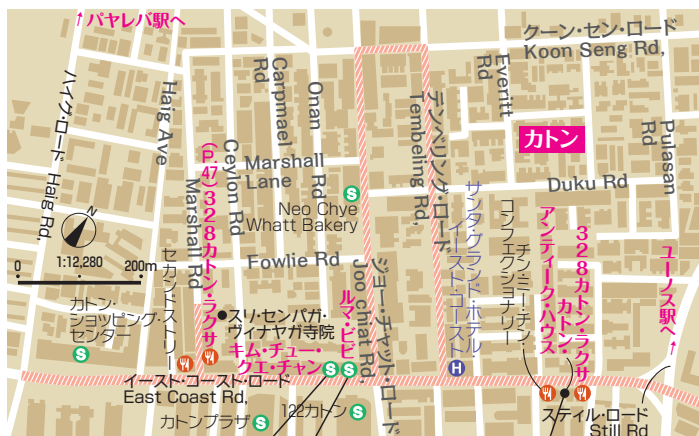 ↑パヤレバ駅へ
クーン・セン・ロード
Koon Seng Rd,
ハイグ・ロード Haig Rd,
Haig Ave
Carpmael
Rd
Onan
Rd
Everitt
Rd
カトン
Pulasan
Rd
テンベリング・ロード
Tembeling Rd,
(P.47)328カトン・ラクサ
Marshall Rd
Ceylon Rd
Marshall
Lane
Duku Rd
Neo Chye
Whatt Bakery
S
N
0 1:12,280 200m
Fowlie Rd
セカンド・ストリー
カトン・
ショッピング・
センター
S
スリ・センパガ・
ヴィナヤガ寺院
キム・チュー・
クエ・チャン
S
ルマ・ビビ
S
ジョー・チャット・ロード
Joo chiat Rd,
サンタ・グランド・ホテル・
イースト・コースト
H
チン・ミー・チン・
コンフェクショナリー
カトン・
アンティーク・ハウス
328カトン・ラクサ
ユーノス駅へ→
イースト・コースト・ロード
East Coast Rd,
カトンプラザ
S
122カトン
S
スティル・ロード
Still Rd